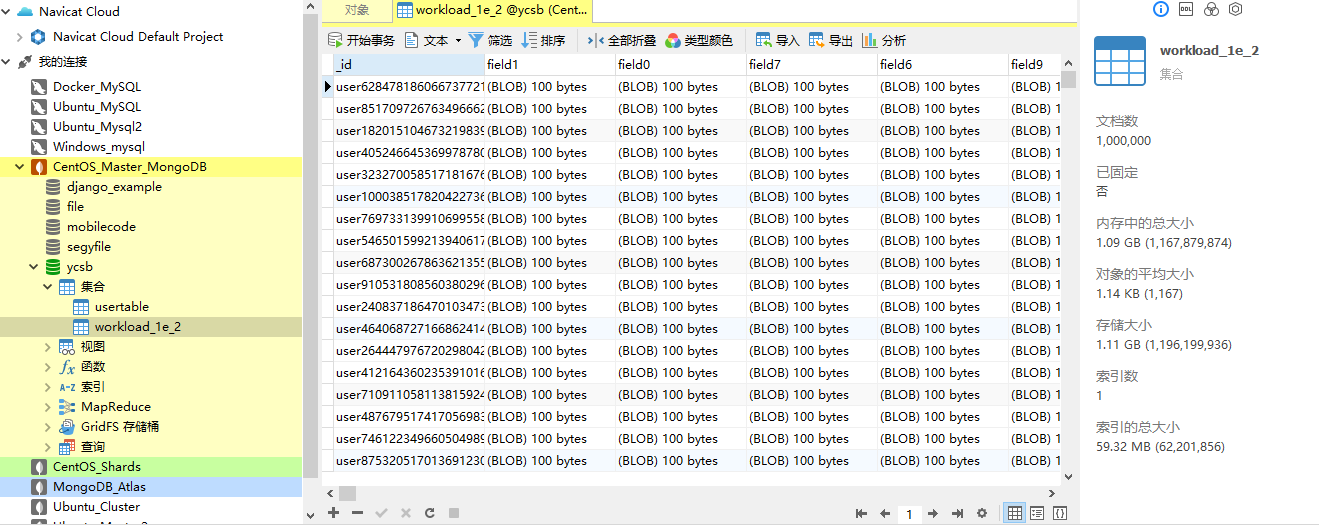 Navicat Cloud
Navicat Cloud Default Project
我的连接
Docker_MySQL
Ubuntu_MySQL
Ubuntu_Mysql2
Windows_mysql
CentOS_Master_MongoDB
django_example
file
mobilecode
segyfile
ycsb
集合
usertable
workload_1e_2
视图
函数
索引
MapReduce
GridFS 存储桶
查询
CentOS_Shards
MongoDB_Atlas
Ubuntu_Cluster
对象 workload_1e_2 @ycsb (Cent...
开始事务 文本 筛选 排序 全部折叠 类型颜色 导入 导出 分析
_id field1 field0 field7 field6 field9
user628478186066737721 (BLOB) 100 bytes (BLOB) 100 bytes (BLOB) 100 bytes (BLOB) 100 bytes (BLOB) 1
user851709726763496662 (BLOB) 100 bytes (BLOB) 100 bytes (BLOB) 100 bytes (BLOB) 100 bytes (BLOB) 1
user182015104673219839 (BLOB) 100 bytes (BLOB) 100 bytes (BLOB) 100 bytes (BLOB) 100 bytes (BLOB) 1
user405246645369978780 (BLOB) 100 bytes (BLOB) 100 bytes (BLOB) 100 bytes (BLOB) 100 bytes (BLOB) 1
user323270058517181676 (BLOB) 100 bytes (BLOB) 100 bytes (BLOB) 100 bytes (BLOB) 100 bytes (BLOB) 1
user100038517820422736 (BLOB) 100 bytes (BLOB) 100 bytes (BLOB) 100 bytes (BLOB) 100 bytes (BLOB) 1
user769733139910699558 (BLOB) 100 bytes (BLOB) 100 bytes (BLOB) 100 bytes (BLOB) 100 bytes (BLOB) 1
user546501599213940617 (BLOB) 100 bytes (BLOB) 100 bytes (BLOB) 100 bytes (BLOB) 100 bytes (BLOB) 1
user687300267863621355 (BLOB) 100 bytes (BLOB) 100 bytes (BLOB) 100 bytes (BLOB) 100 bytes (BLOB) 1
user910531808560380296 (BLOB) 100 bytes (BLOB) 100 bytes (BLOB) 100 bytes (BLOB) 100 bytes (BLOB) 1
user240837186470103473 (BLOB) 100 bytes (BLOB) 100 bytes (BLOB) 100 bytes (BLOB) 100 bytes (BLOB) 1
user464068727166862414 (BLOB) 100 bytes (BLOB) 100 bytes (BLOB) 100 bytes (BLOB) 100 bytes (BLOB) 1
user264447976720298042 (BLOB) 100 bytes (BLOB) 100 bytes (BLOB) 100 bytes (BLOB) 100 bytes (BLOB) 1
user412164360235391016 (BLOB) 100 bytes (BLOB) 100 bytes (BLOB) 100 bytes (BLOB) 100 bytes (BLOB) 1
user710911058113815924 (BLOB) 100 bytes (BLOB) 100 bytes (BLOB) 100 bytes (BLOB) 100 bytes (BLOB) 1
user487679517417056983 (BLOB) 100 bytes (BLOB) 100 bytes (BLOB) 100 bytes (BLOB) 100 bytes (BLOB) 1
user746122349660504989 (BLOB) 100 bytes (BLOB) 100 bytes (BLOB) 100 bytes (BLOB) 100 bytes (BLOB) 1
user875320517013691230 (BLOB) 100 bytes (BLOB) 100 bytes (BLOB) 100 bytes (BLOB) 100 bytes (BLOB) 1
1
DDL
workload_1e_2
集合
文档数
1,000,000
已固定
否
内存中的总大小
1.09 GB (1,167,879,874)
对象的平均大小
1.14 KB (1,167)
存储大小
1.11 GB (1,196,199,936)
索引数
1
索引的总大小
59.32 MB (62,201,856)